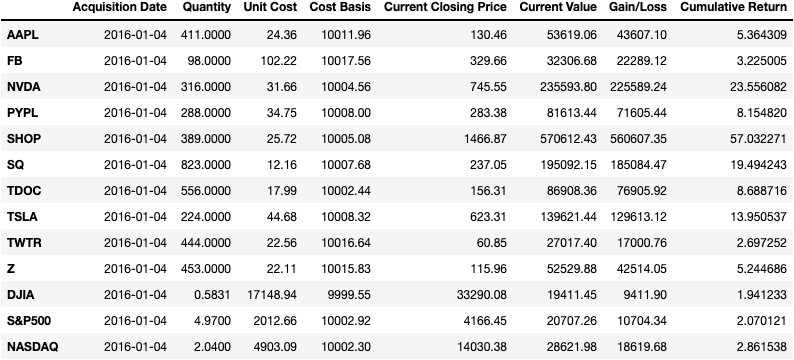 Acquisition Date Quantity Unit Cost Cost Basis Current Closing Price Current Value Gain/Loss Cumulative Return
AAPL 2016-01-04 411.0000 24.36 10011.96 130.46 53619.06 43607.10 5.364309
FB 2016-01-04 98.0000 102.22 10017.56 329.66 32306.68 22289.12 3.225005
NVDA 2016-01-04 316.0000 31.66 10004.56 745.55 235593.80 225589.24 23.556082
PYPL 2016-01-04 288.0000 34.75 10008.00 283.38 81613.44 71605.44 8.154820
SHOP 2016-01-04 389.0000 25.72 10005.08 1466.87 570612.43 560607.35 57.032271
SQ 2016-01-04 823.0000 12.16 10007.68 237.05 195092.15 185084.47 19.494243
TDOC 2016-01-04 556.0000 17.99 10002.44 156.31 86908.36 76905.92 8.688716
TSLA 2016-01-04 224.0000 44.68 10008.32 623.31 139621.44 129613.12 13.950537
TWTR 2016-01-04 444.0000 22.56 10016.64 60.85 27017.40 17000.76 2.697252
Z 2016-01-04 453.0000 22.11 10015.83 115.96 52529.88 42514.05 5.244686
DJIA 2016-01-04 0.5831 17148.94 9999.55 33290.08 19411.45 9411.90 1.941233
S&P500 2016-01-04 4.9700 2012.66 10002.92 4166.45 20707.26 10704.34 2.070121
NASDAQ 2016-01-04 2.0400 4903.09 10002.30 14030.38 28621.98 18619.68 2.861538